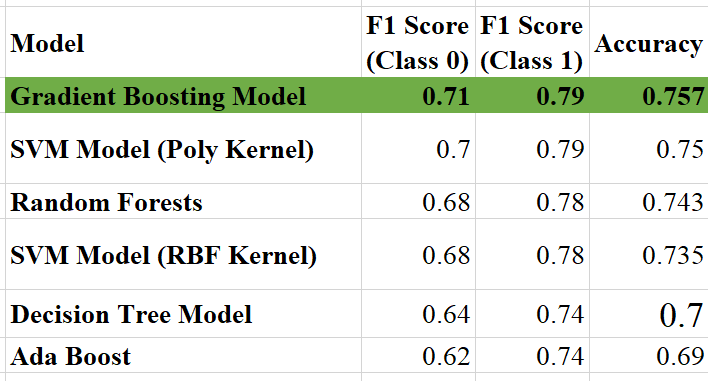 Model F1 Score (Class 0) F1 Score (Class 1) Accuracy
Gradient Boosting Model 0.71 0.79 0.757
SVM Model (Poly Kernel) 0.7 0.79 0.75
Random Forests 0.68 0.78 0.743
SVM Model (RBF Kernel) 0.68 0.78 0.735
Decision Tree Model 0.64 0.74 0.7
Ada Boost 0.62 0.74 0.69